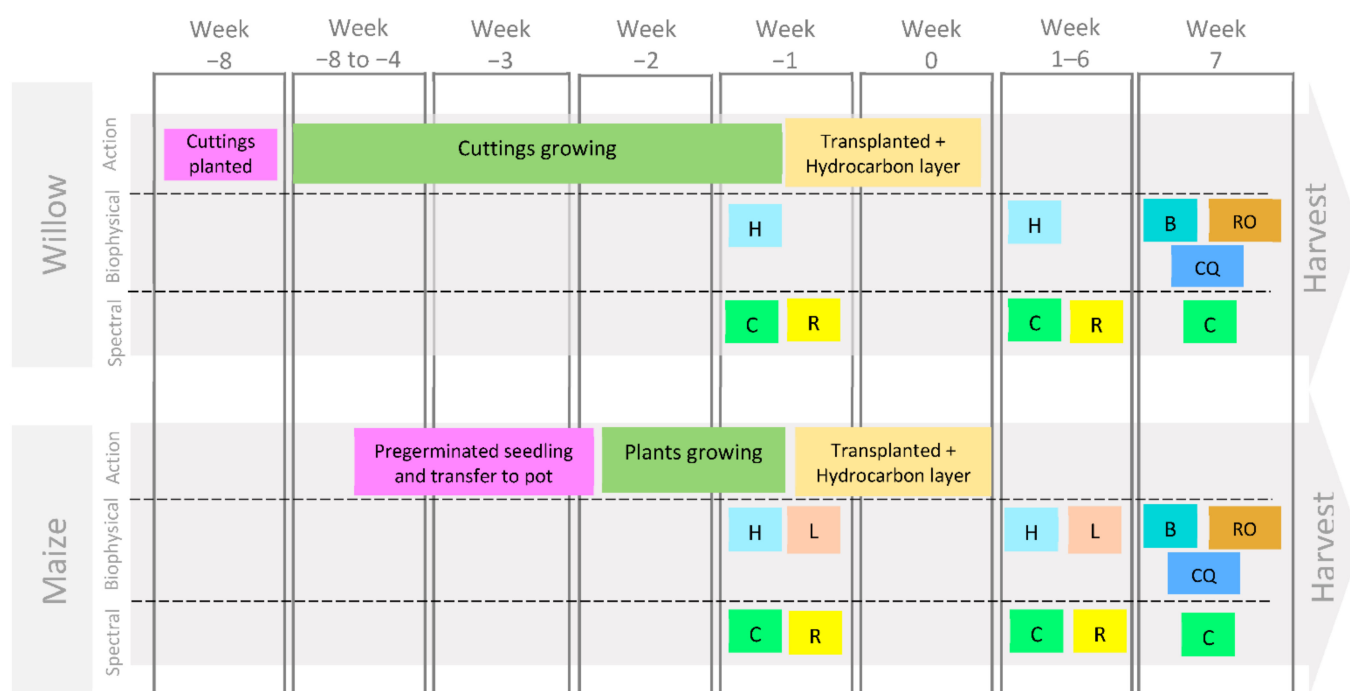 Week
−8
Week
−8 to −4
Week
−3
Week
−2
Week
−1
Week
0
Week
1–6
Week
7
Willow
Action
Cuttings
planted
Cuttings growing
Transplanted +
Hydrocarbon layer
Biophysical
H
H
B
RO
CQ
Spectral
C
R
C
R
C
Harvest
Maize
Action
Pregerminated seedling
and transfer to pot
Plants growing
Transplanted +
Hydrocarbon layer
Biophysical
H
L
H
L
B
RO
CQ
Spectral
C
R
C
R
C
Harvest